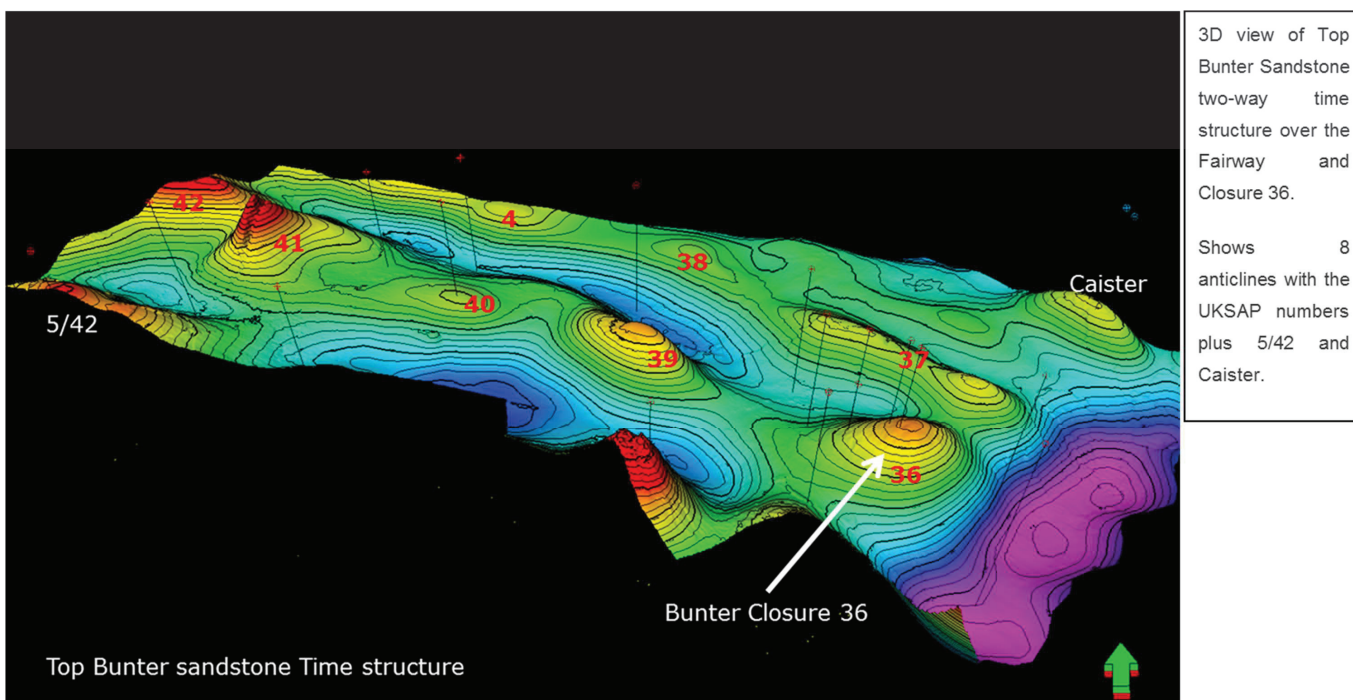 3D view of Top
Bunter Sandstone
two-way time
structure over the
Fairway and
Closure 36.
Shows 8
anticlines with the
UKSAP numbers
plus 5/42 and
Caister.
42
41
4
38
Caister
40
5/42
39
37
36
Bunter Closure 36
Top Bunter sandstone Time structure